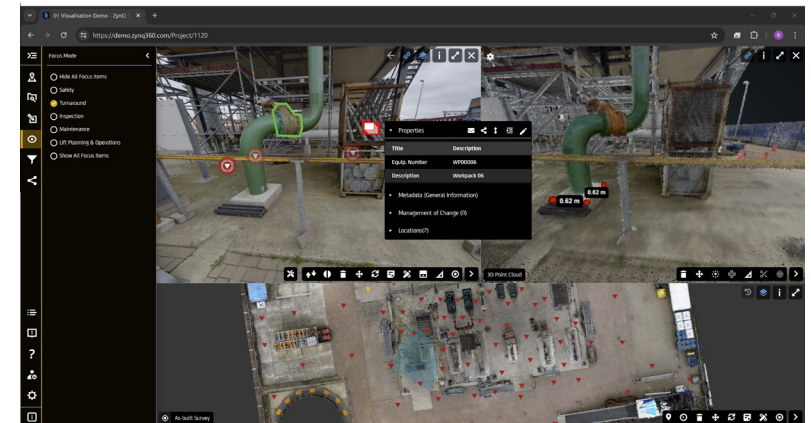 01 Visualisation Demo - ZynQ
https://demo.zynq360.com/Project/1120
Focus Mode
Hide All Focus Items
Safety
Turnaround
Inspection
Maintenance
Lift Planning & Operations
Show All Focus Items
Properties
Title Description
Equip. Number WP00006
Description Workpack 06
Metadata (General Information)
Management of Change (0)
Locations(7)
0.62 m
0.62 m
3D Point Cloud
As-built Survey